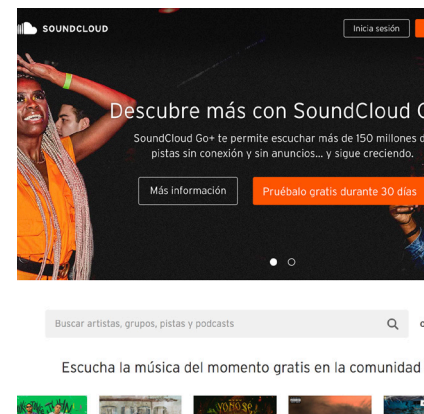 SOUNDCLOUD
Inicia sesión
Descubre más con SoundCloud
SoundCloud Go+ te permite escuchar más de 150 millones
pistas sin conexión y sin anuncios... y sigue creciendo.
Más información
Pruébalo gratis durante 30 días
Buscar artistas, grupos, pistas y podcasts
Escucha la música del momento gratis en la comunidad